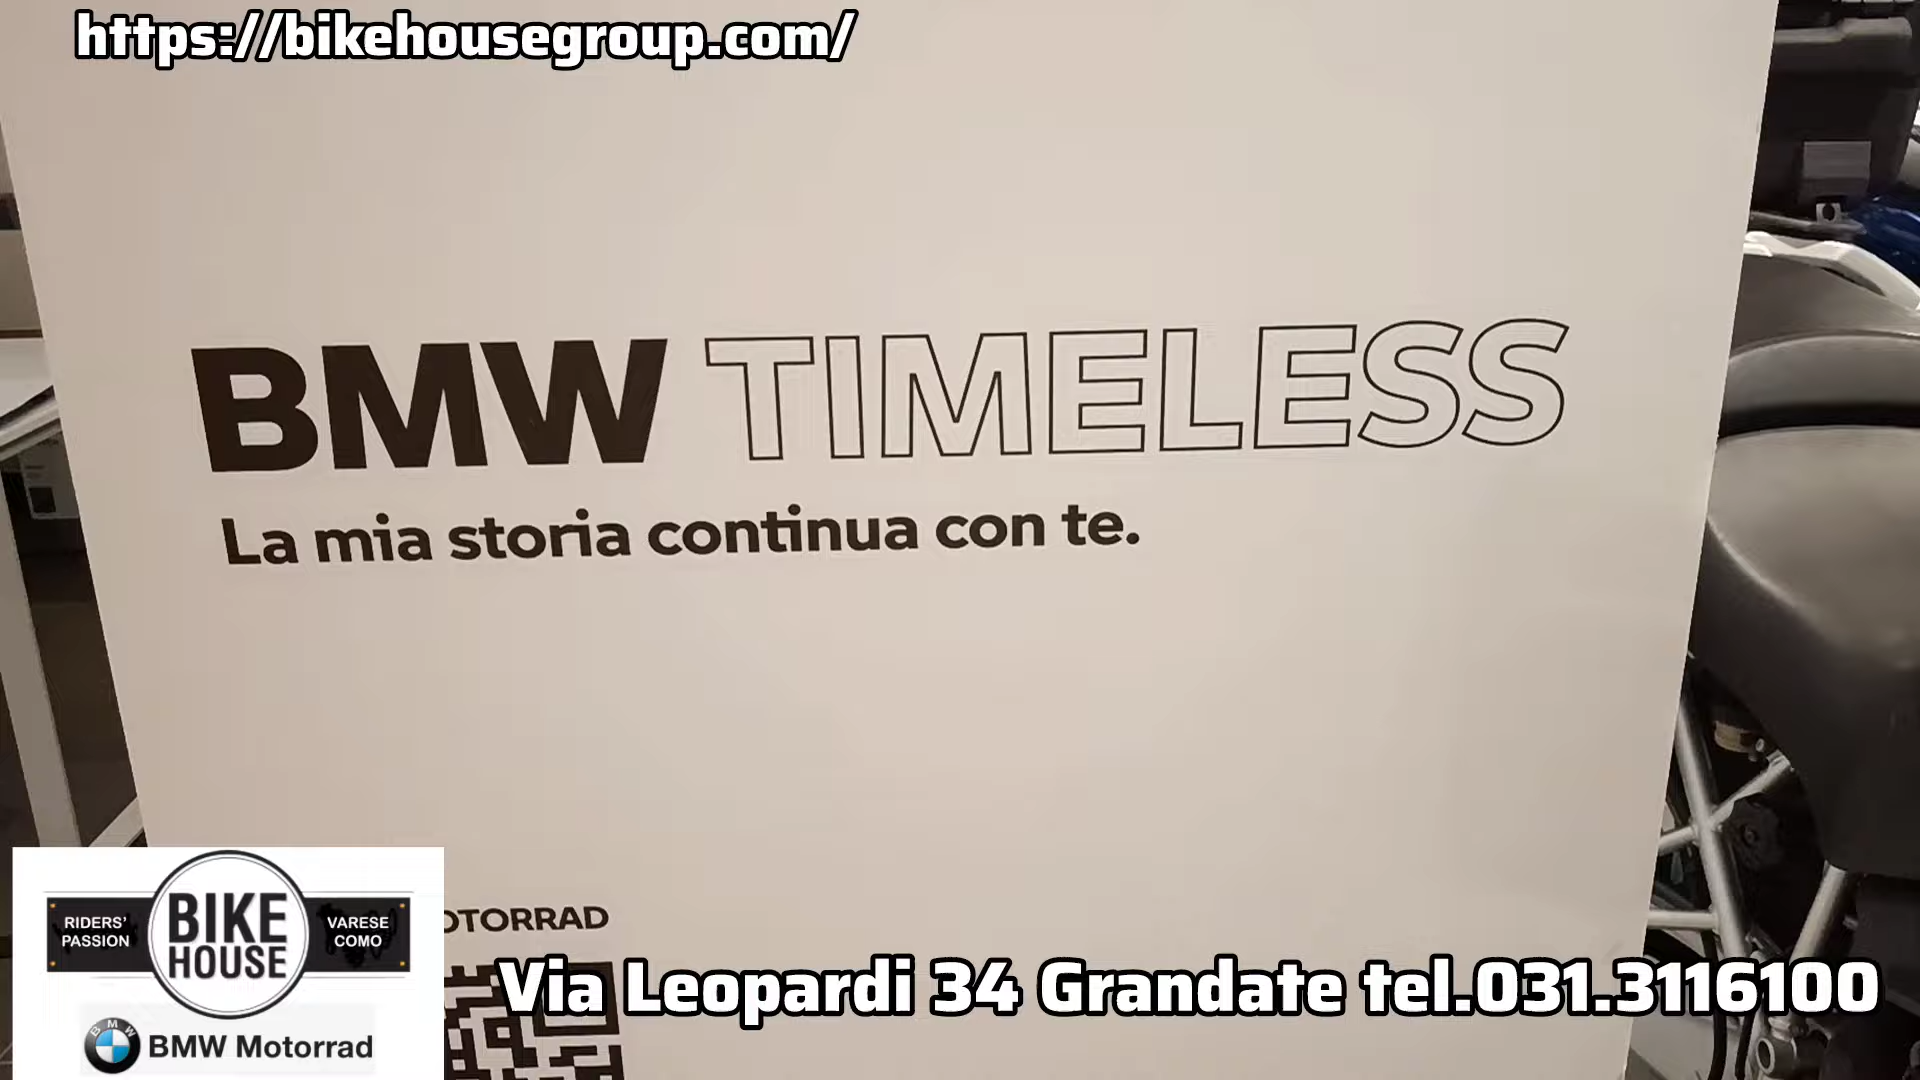 https://bikehousegroup.com/
BMW TIMELESS
La mia storia continua con te.
OTORRAD
Via Leopardi 34 Grandate tel.031.3116100
RIDERS'
PASSION
BIKE
HOUSE
VARESE
COMO
BMW
BMW Motorrad